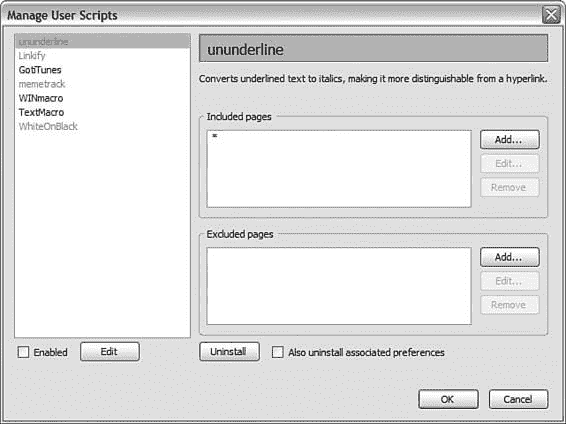 Manage User Scripts
ununderline
Linkify
GotiTunes
memetrack
WINmacro
TextMacro
WhiteOnBlack
Enabled
Edit
ununderline
Converts underlined text to italics, making it more distinguishable from a hyperlink.
Included pages
*
Add...
Edit...
Remove
Excluded pages
Add...
Edit...
Remove
Uninstall
Also uninstall associated preferences
OK
Cancel